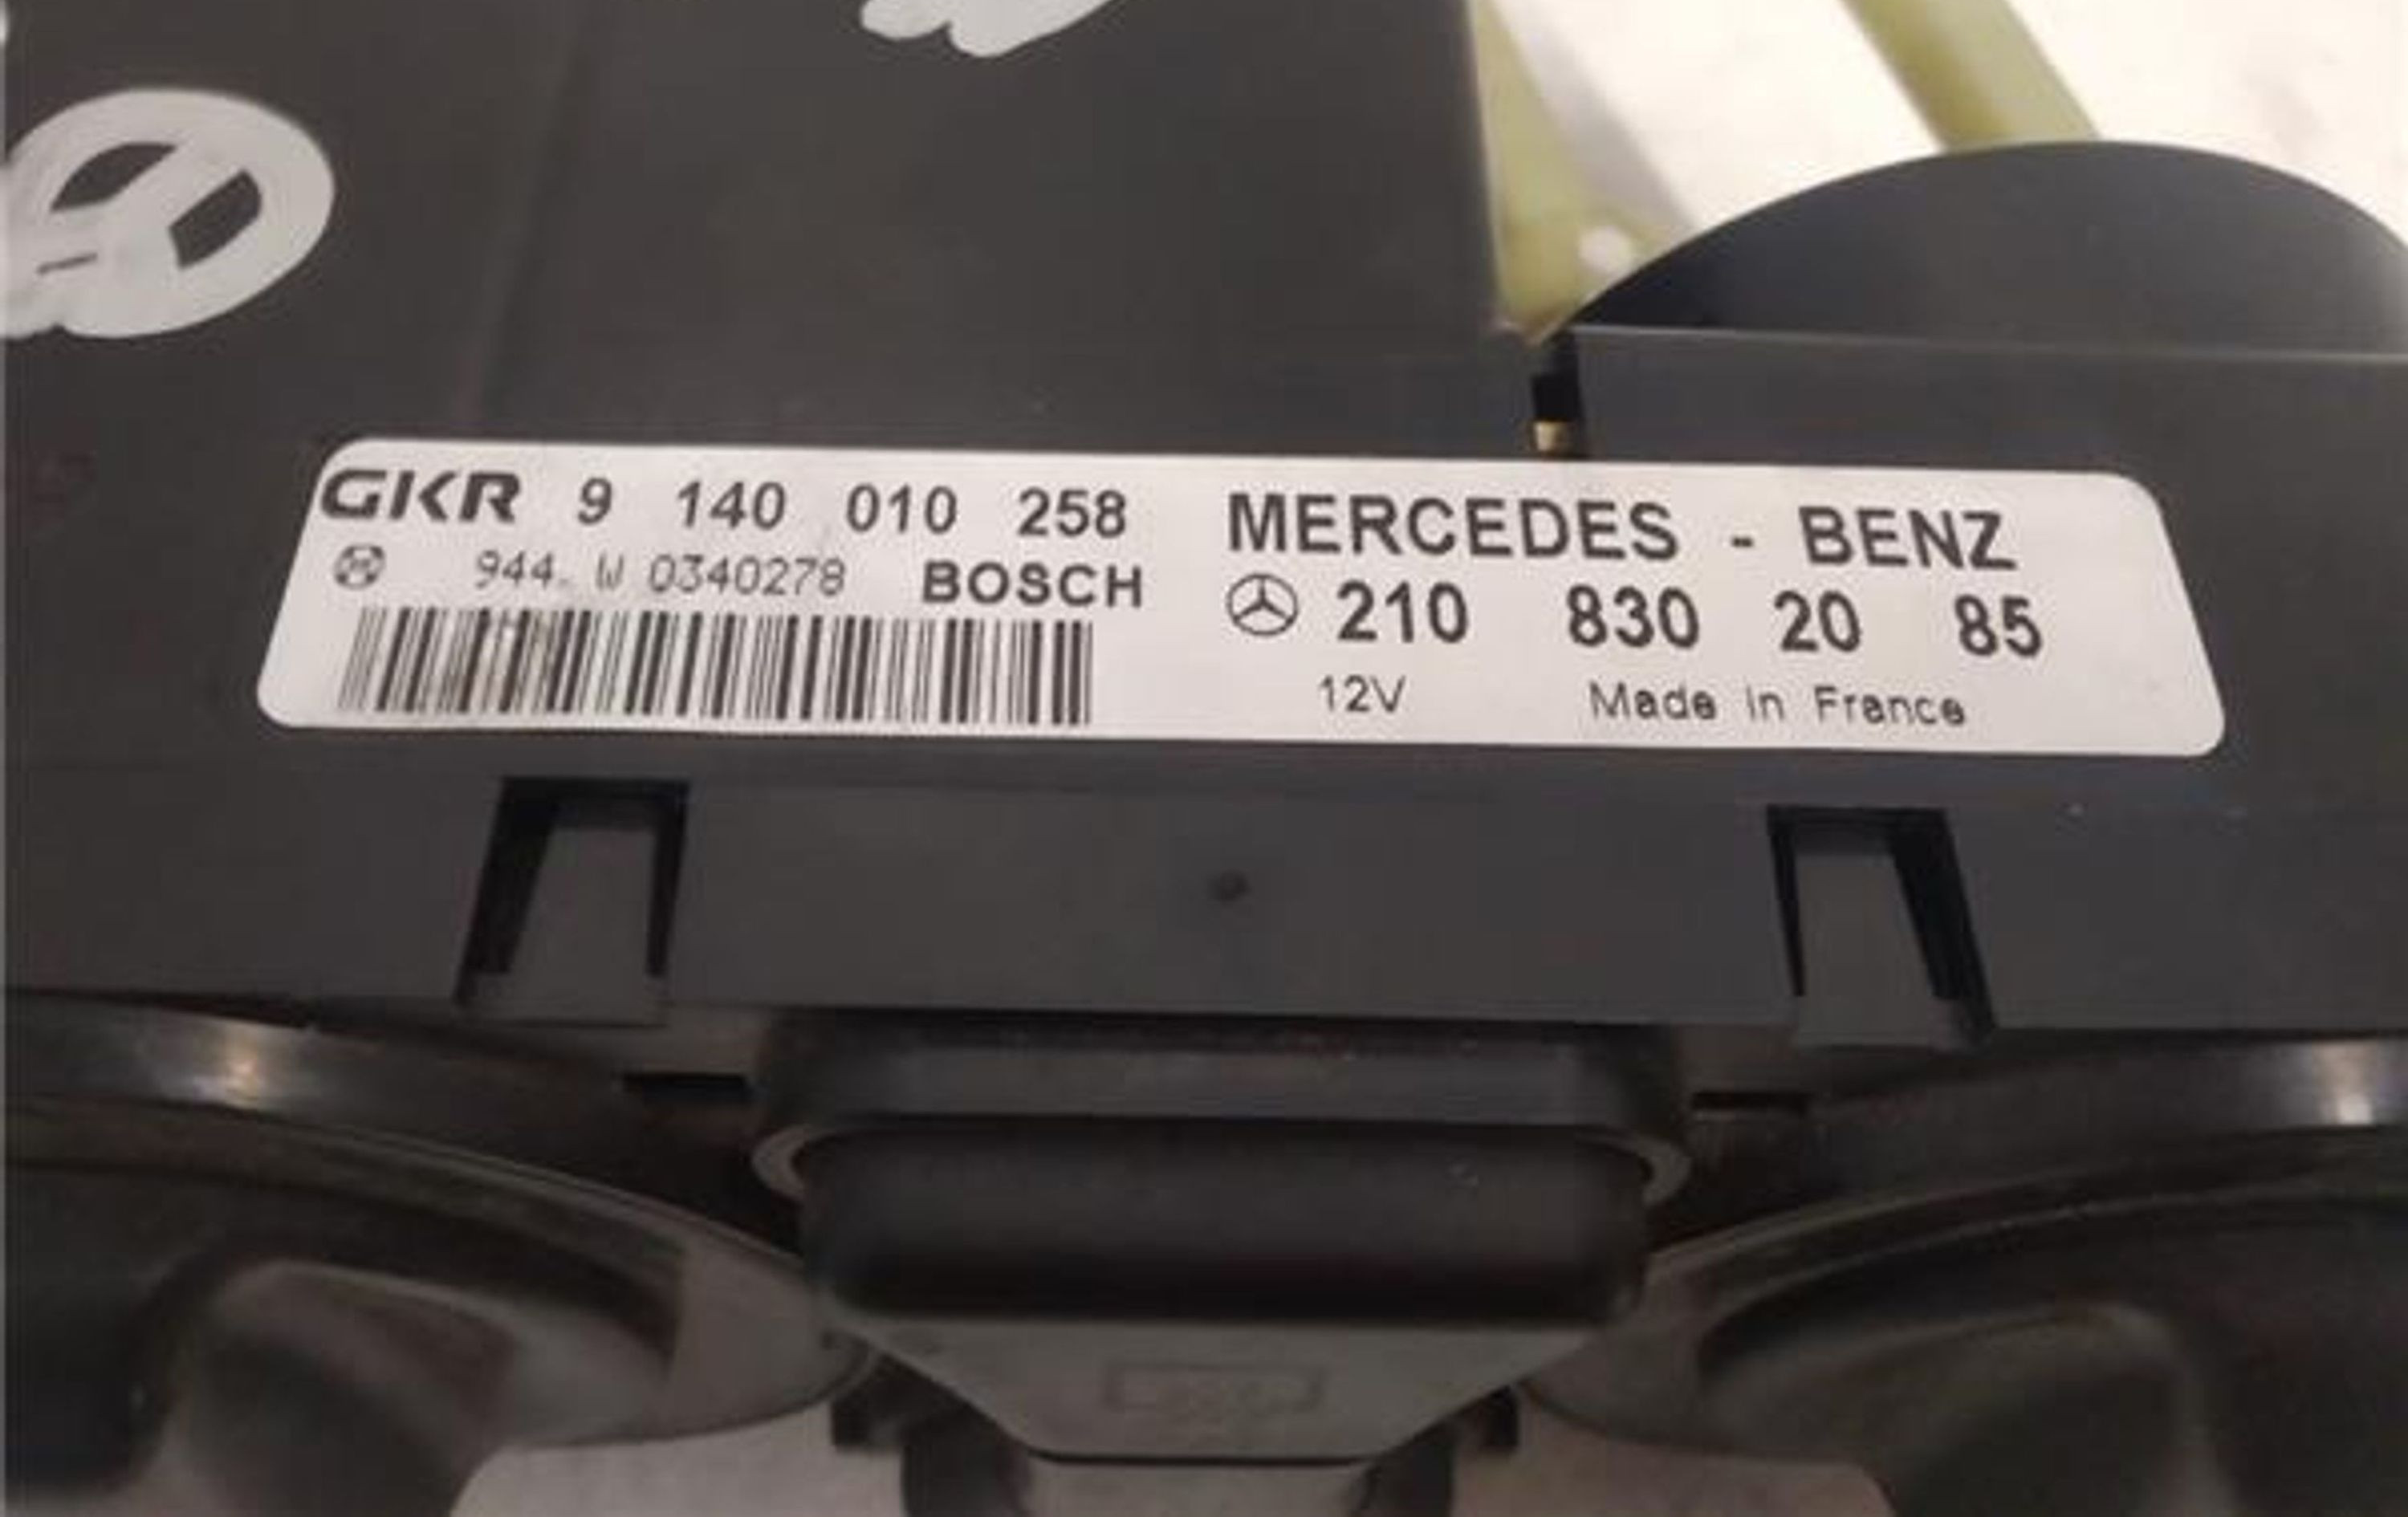 GKR 9 140 010 258
944. W 0340278 BOSCH
MERCEDES - BENZ
210 830 20 85
12V Made in France